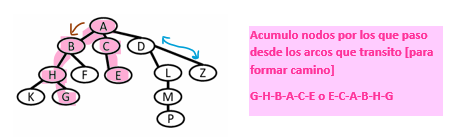 A
B C D
H F E L Z
K G M
P
Acumulo nodos por los que paso
desde los arcos que transito [para
formar camino]
G-H-B-A-C-E o E-C-A-B-H-G